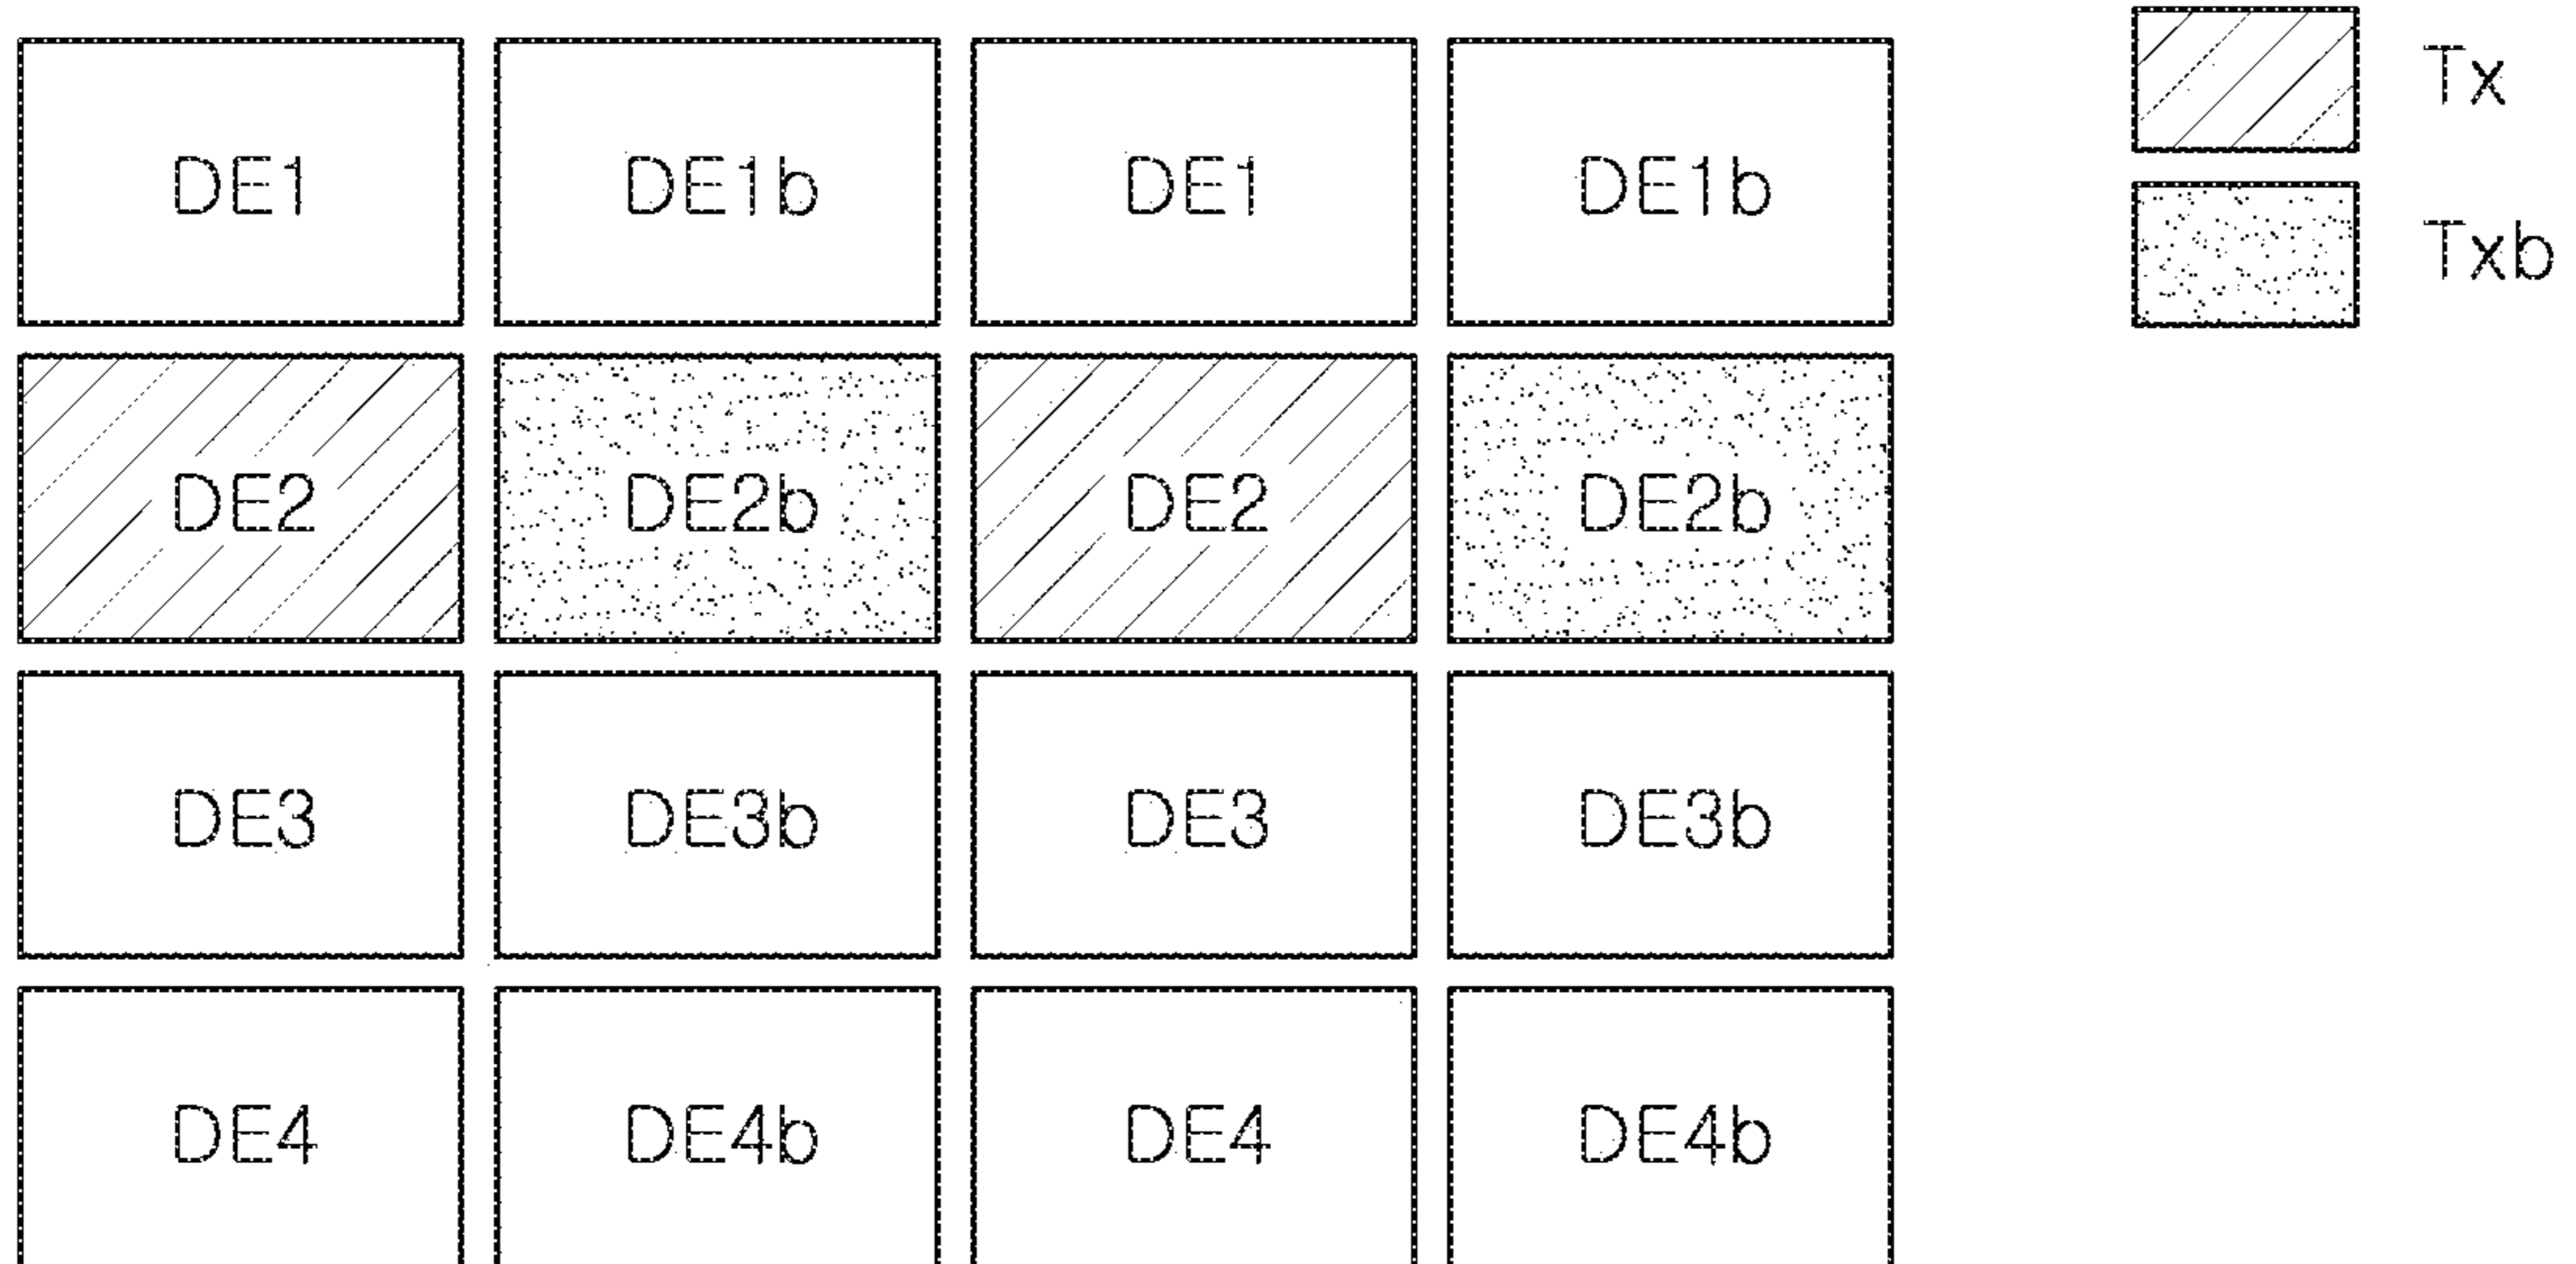 DE1 DE1b DE1 DE1b
DE2 DE2b DE2 DE2b
DE3 DE3b DE3 DE3b
DE4 DE4b DE4 DE4b
Tx
Txb